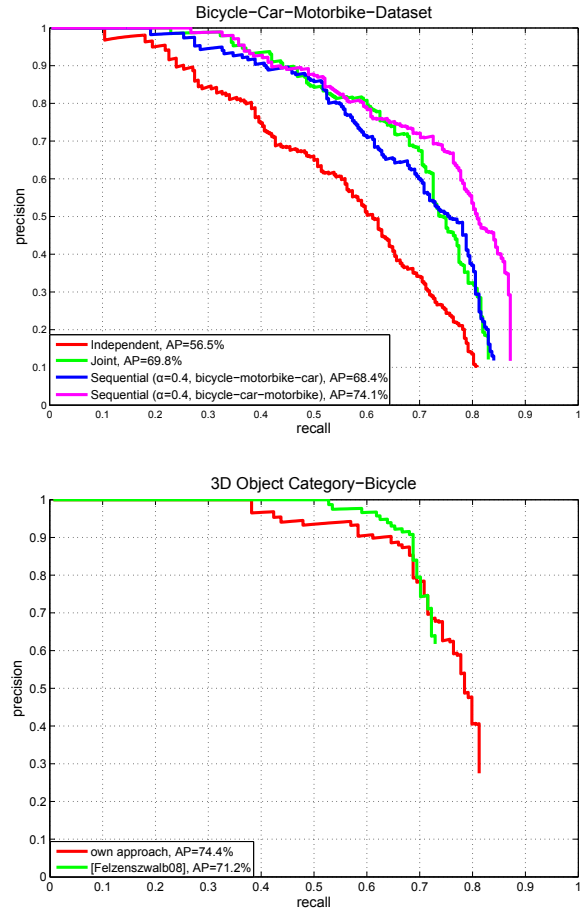 Bicycle−Car−Motorbike−Dataset
1
0.9
0.8
0.7
0.6
0.5
0.4
0.3
0.2
0.1
0
precision
Independent, AP=56.5%
Joint, AP=69.8%
Sequential (α=0.4, bicycle−motorbike−car), AP=68.4%
Sequential (α=0.4, bicycle−car−motorbike), AP=74.1%
0 0.1 0.2 0.3 0.4 0.5 0.6 0.7 0.8 0.9 1
recall
3D Object Category−Bicycle
1
0.9
0.8
0.7
0.6
0.5
0.4
0.3
0.2
0.1
0
precision
own approach, AP=74.4%
[Felzenszwalb08], AP=71.2%
0 0.1 0.2 0.3 0.4 0.5 0.6 0.7 0.8 0.9 1
recall